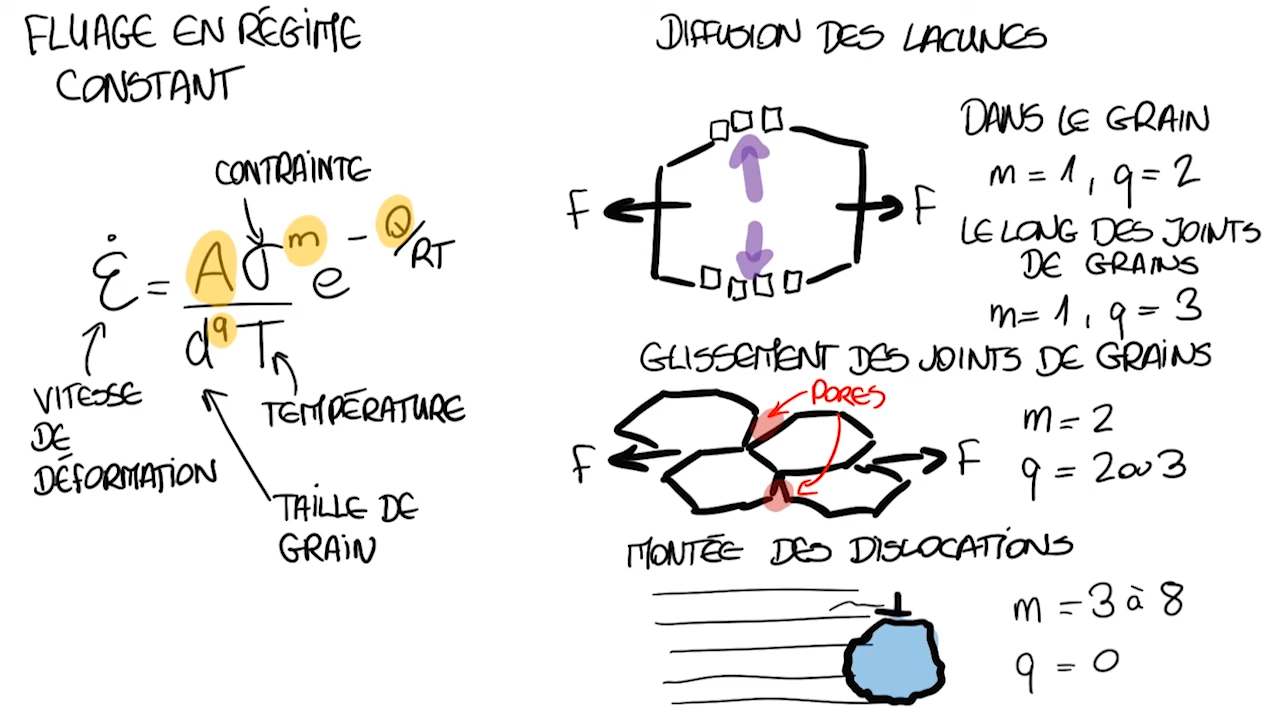 FLUAGE EN RÉGIME
CONSTANT
CONTRAINTE
ε̇ = Aσ^m e^-Q/RT
d^q T
VITESSE
DE
DÉFORMATION
TEMPÉRATURE
TAILLE DE
GRAIN
DIFFUSION DES LACUNES
F F
DANS LE GRAIN
m = 1, q = 2
LE LONG DES JOINTS
DE GRAINS
m = 1, q = 3
GLISSEMENT DES JOINTS DE GRAINS
PORES
F F
m = 2
q = 2 ou 3
MONTÉE DES DISLOCATIONS
m = 3 à 8
q = 0